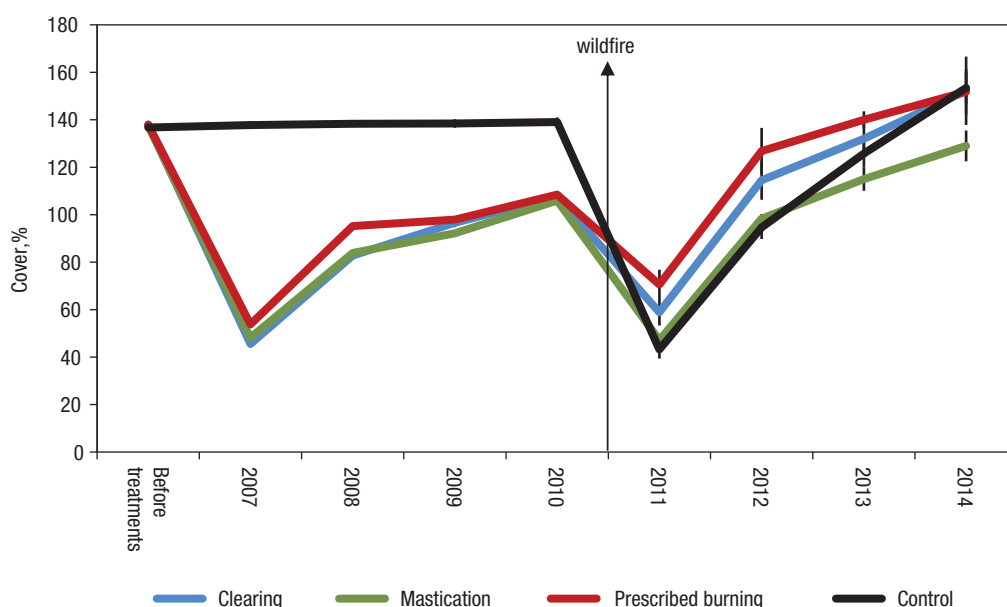 180
160
140
120
100
80
60
40
20
0
Cover,%
wildfire
Before
treatments
2007
2008
2009
2010
2011
2012
2013
2014
Clearing
Mastication
Prescribed burning
Control